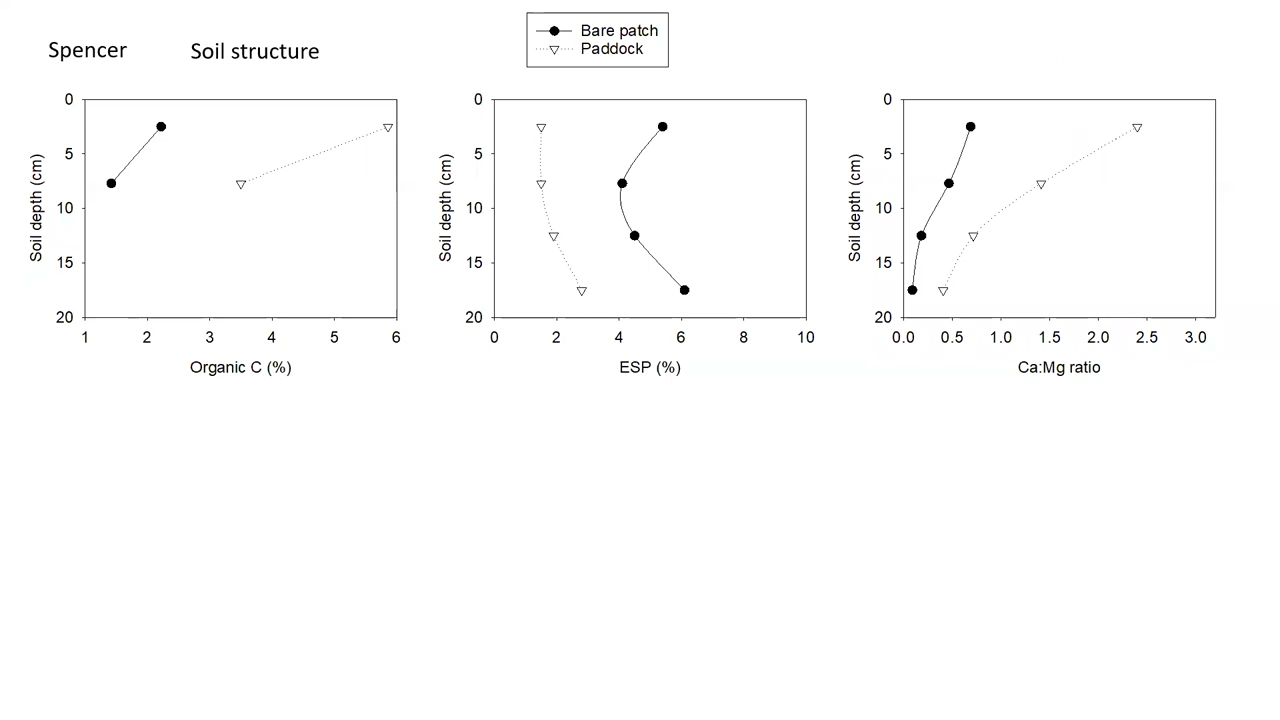 Spencer
Soil structure
Bare patch
Paddock
0
5
10
15
20
Soil depth (cm)
1 2 3 4 5 6
Organic C (%)
0
5
10
15
20
Soil depth (cm)
0 2 4 6 8 10
ESP (%)
0
5
10
15
20
Soil depth (cm)
0.0 0.5 1.0 1.5 2.0 2.5 3.0
Ca:Mg ratio